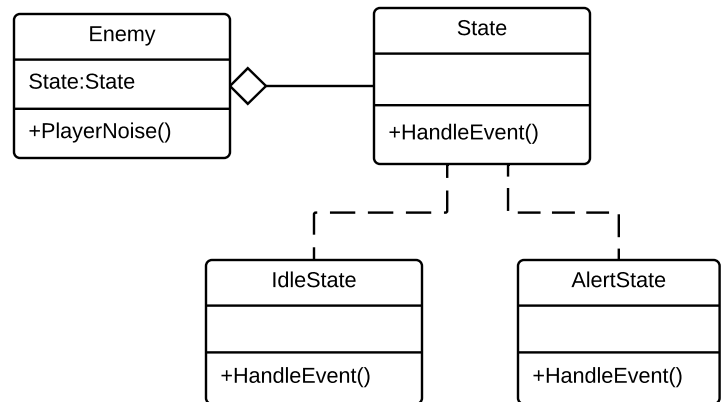 Enemy
State:State
+PlayerNoise()
State
+HandleEvent()
IdleState
+HandleEvent()
AlertState
+HandleEvent()